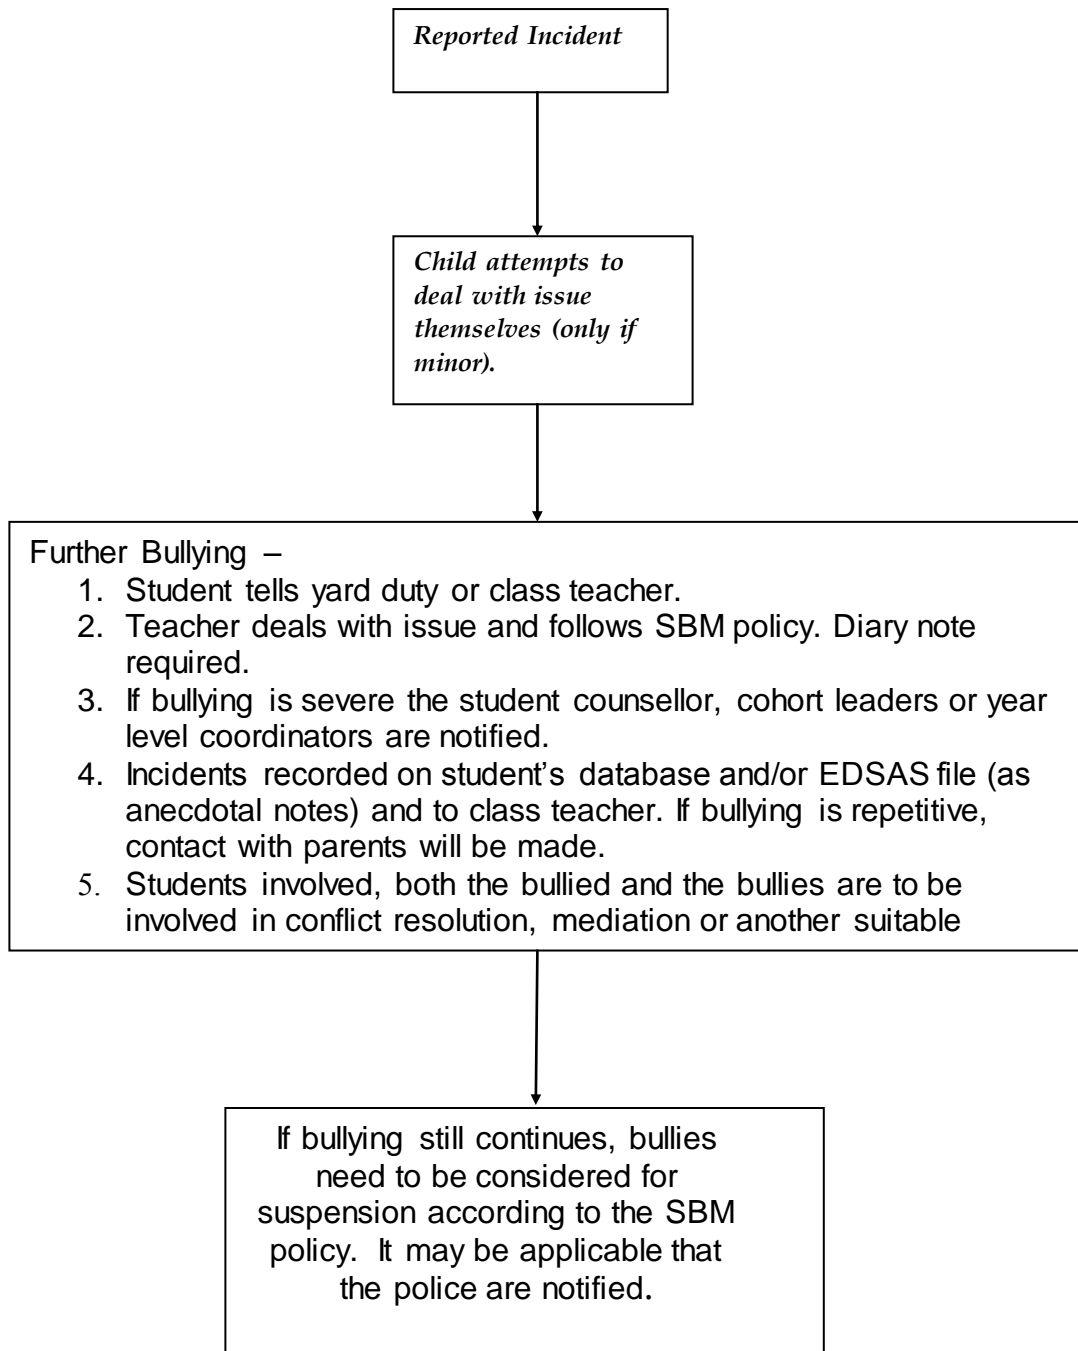 Reported Incident
Child attempts to
deal with issue
themselves (only if
minor).
Further Bullying –
1. Student tells yard duty or class teacher.
2. Teacher deals with issue and follows SBM policy. Diary note
required.
3. If bullying is severe the student counsellor, cohort leaders or year
level coordinators are notified.
4. Incidents recorded on student’s database and/or EDSAS file (as
anecdotal notes) and to class teacher. If bullying is repetitive,
contact with parents will be made.
5. Students involved, both the bullied and the bullies are to be
involved in conflict resolution, mediation or another suitable
If bullying still continues, bullies
need to be considered for
suspension according to the SBM
policy. It may be applicable that
the police are notified.